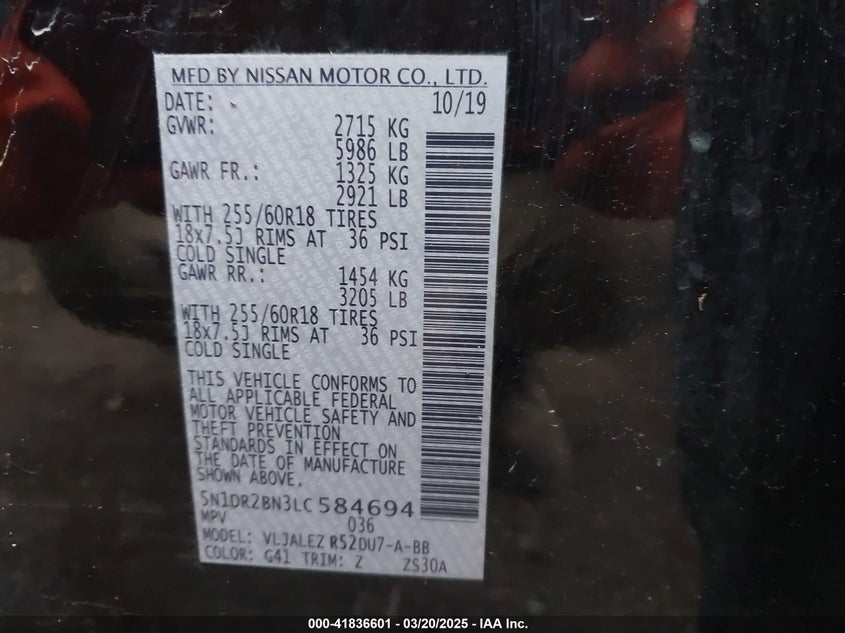 MFD BY NISSAN MOTOR CO., LTD.
DATE: 10/19
GVWR: 2715 KG
5986 LB
GAWR FR.: 1325 KG
2921 LB
WITH 255/60R18 TIRES
18x7.5J RIMS AT 36 PSI
COLD SINGLE
GAWR RR.: 1454 KG
3205 LB
WITH 255/60R18 TIRES
18x7.5J RIMS AT 36 PSI
COLD SINGLE
THIS VEHICLE CONFORMS TO
ALL APPLICABLE FEDERAL
MOTOR VEHICLE SAFETY AND
THEFT PREVENTION
STANDARDS IN EFFECT ON
THE DATE OF MANUFACTURE
SHOWN ABOVE.
5N1DR2BN3LC584694
MPV 036
MODEL: VLJALEZ R52DU7-A-BB
COLOR: G41 TRIM: Z ZS30A
000-41836601 / 03/20/2025 - IAA Inc.